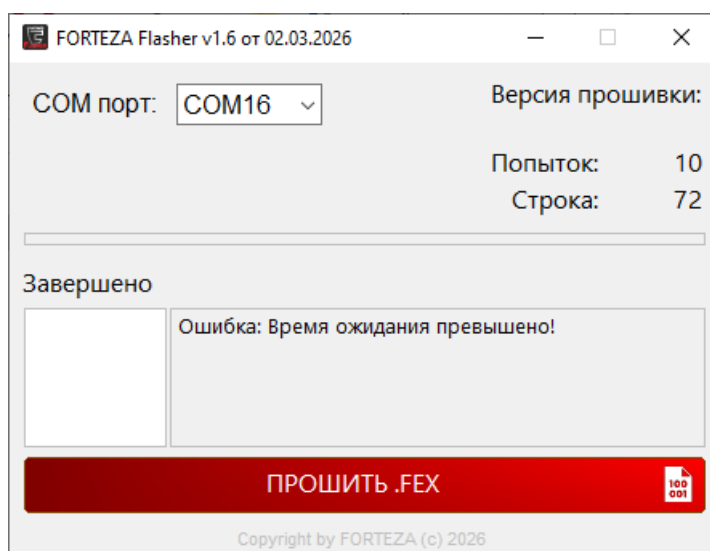 FORTEZA Flasher v1.6 от 02.03.2026
COM порт: COM16
Версия прошивки:
Попыток: 10
Строка: 72
Завершено
Ошибка: Время ожидания превышено!
ПРОШИТЬ .FEX
100
001
Copyright by FORTEZA (c) 2026